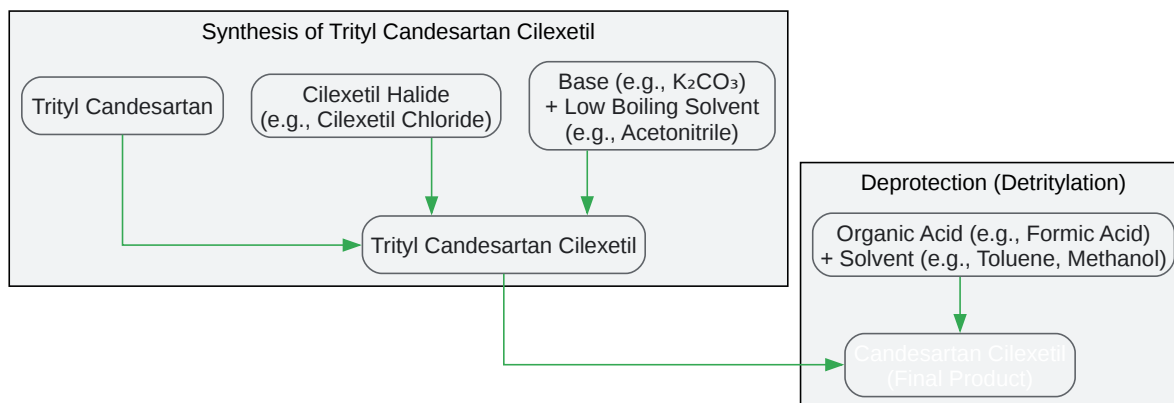 Synthesis of Trityl Candesartan Cilexetil
Trityl Candesartan
Cilexetil Halide
(e.g., Cilexetil Chloride)
Base (e.g., K₂CO₃)
+ Low Boiling Solvent
(e.g., Acetonitrile)
Trityl Candesartan Cilexetil
Deprotection (Detritylation)
Organic Acid (e.g., Formic Acid)
+ Solvent (e.g., Toluene, Methanol)
Candesartan Cilexetil
(Final Product)